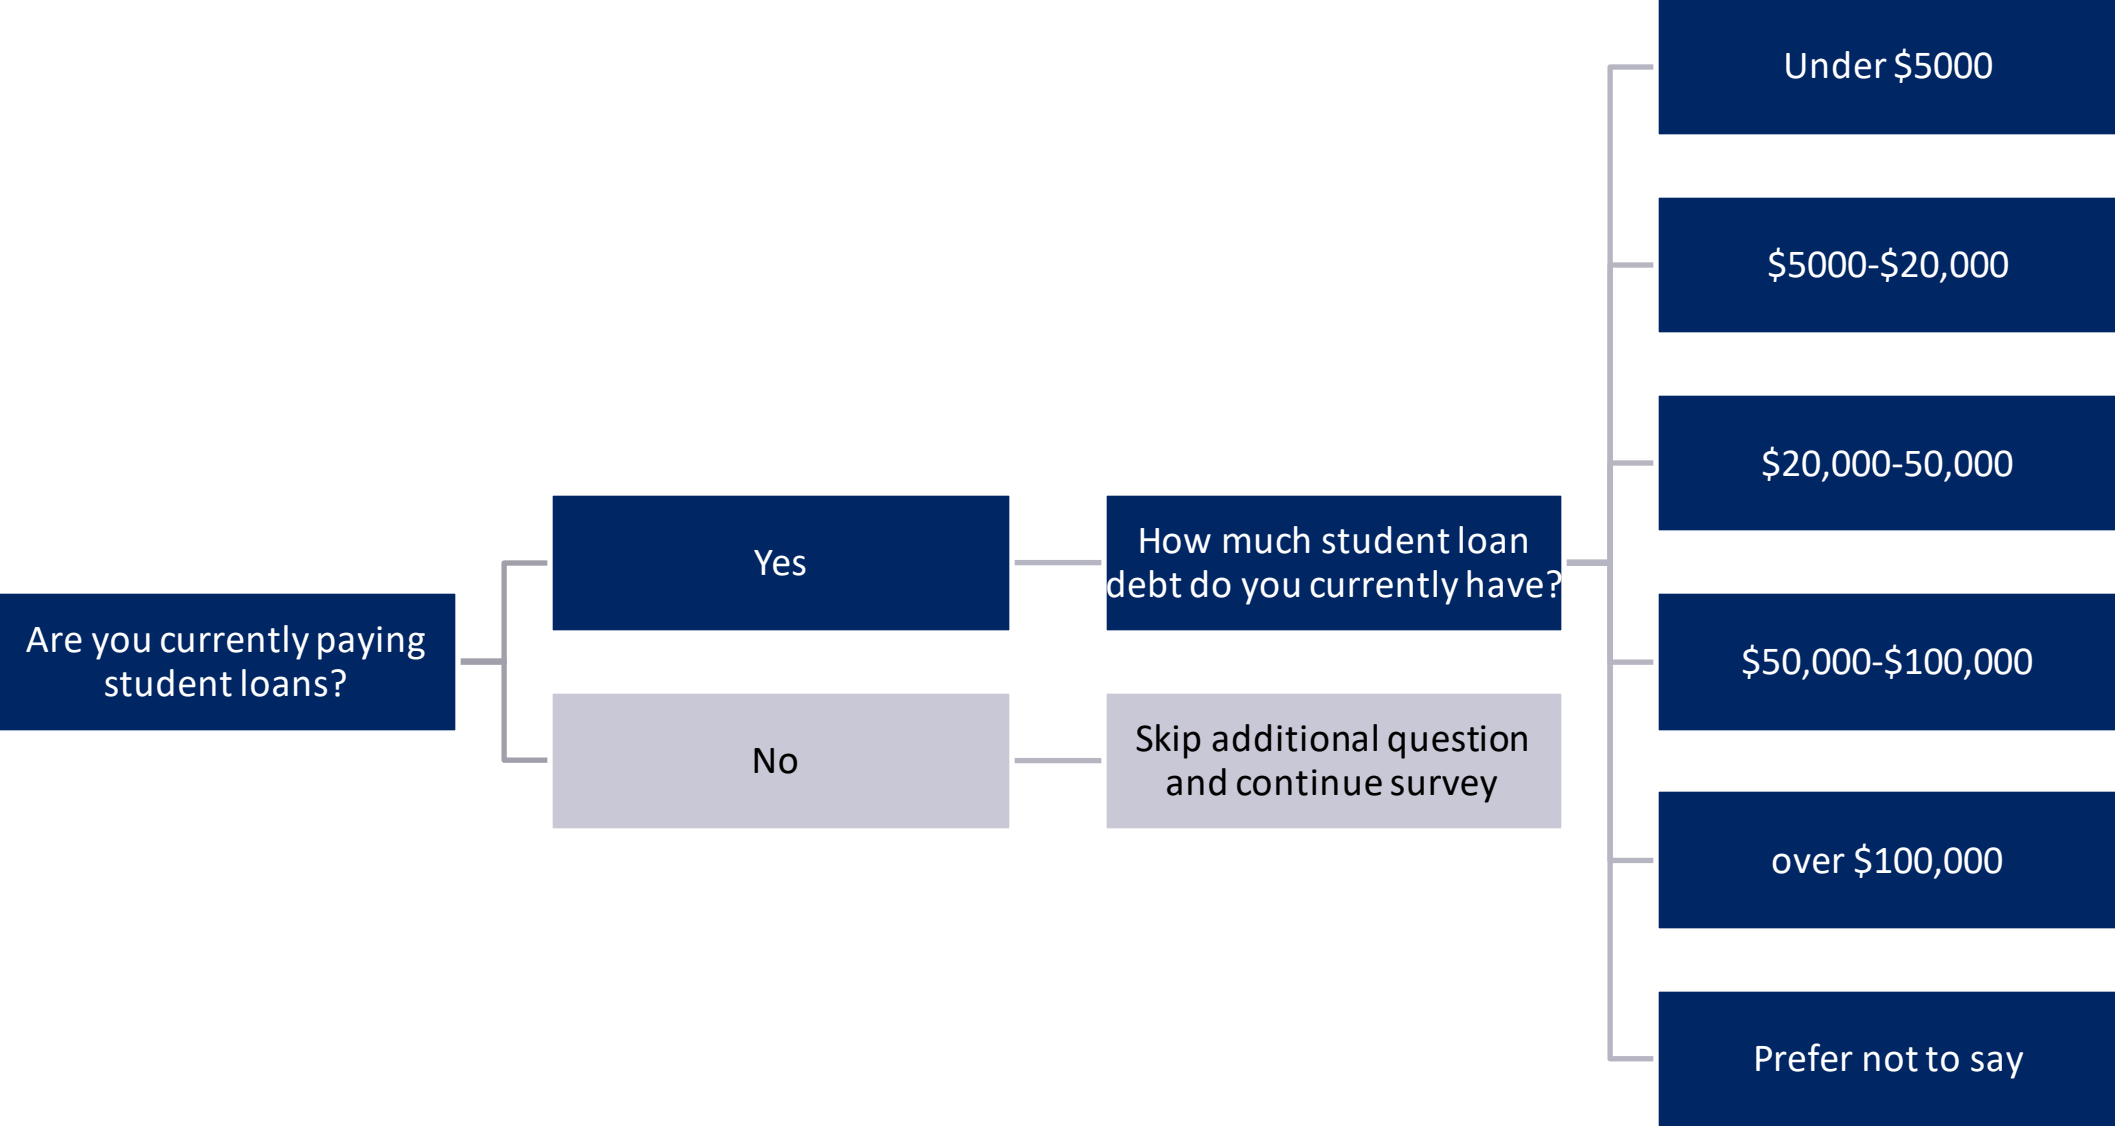 Are you currently paying
student loans?
Yes
No
How much student loan
debt do you currently have?
Skip additional question
and continue survey
Under $5000
$5000-$20,000
$20,000-50,000
$50,000-$100,000
over $100,000
Prefer not to say